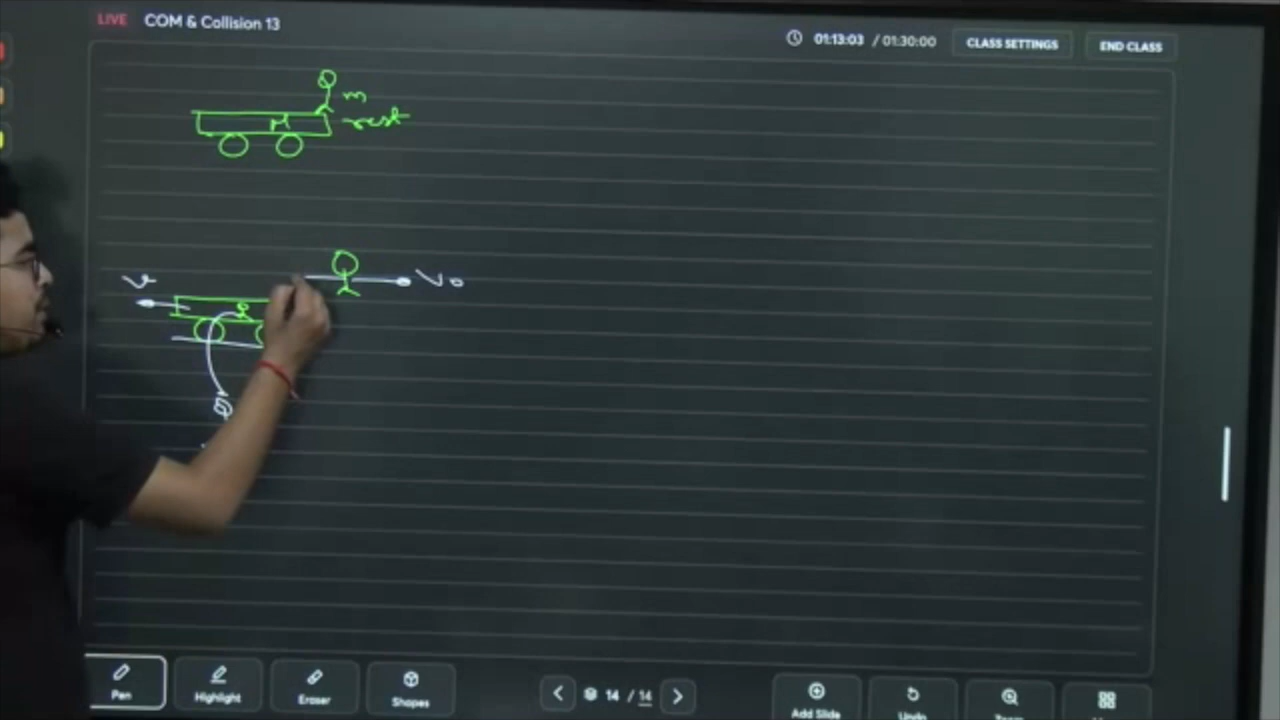 LIVE COM & Collision 13
01:13:03 / 01:30:00 CLASS SETTINGS END CLASS
m
M rest
v V₀
Pen Highlight Eraser Shapes 14 / 14 Add Slide Undo Zoom